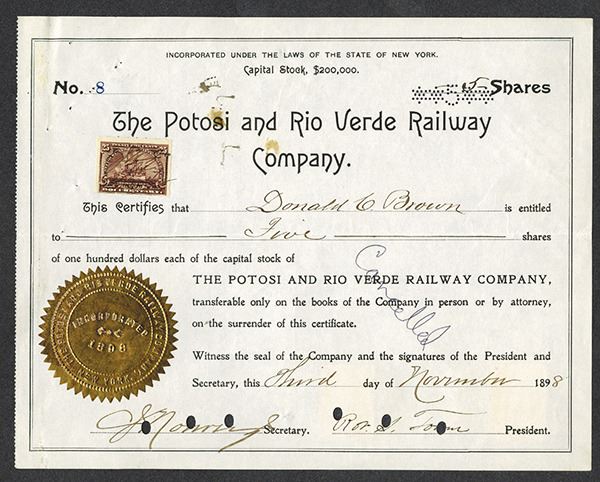 INCORPORATED UNDER THE LAWS OF THE STATE OF NEW YORK.
Capital Stock, $200,000.
No. 8
5 Shares
The Potosi and Rio Verde Railway
Company.
This Certifies that Donald C Brown is entitled
to Five shares
of one hundred dollars each of the capital stock of
THE POTOSI AND RIO VERDE RAILWAY COMPANY,
transferable only on the books of the Company in person or by attorney,
on the surrender of this certificate.
Cancelled
INCORPORATED
1898
NEW YORK
Witness the seal of the Company and the signatures of the President and
Secretary, this Third day of November 1898
Secretary. President.